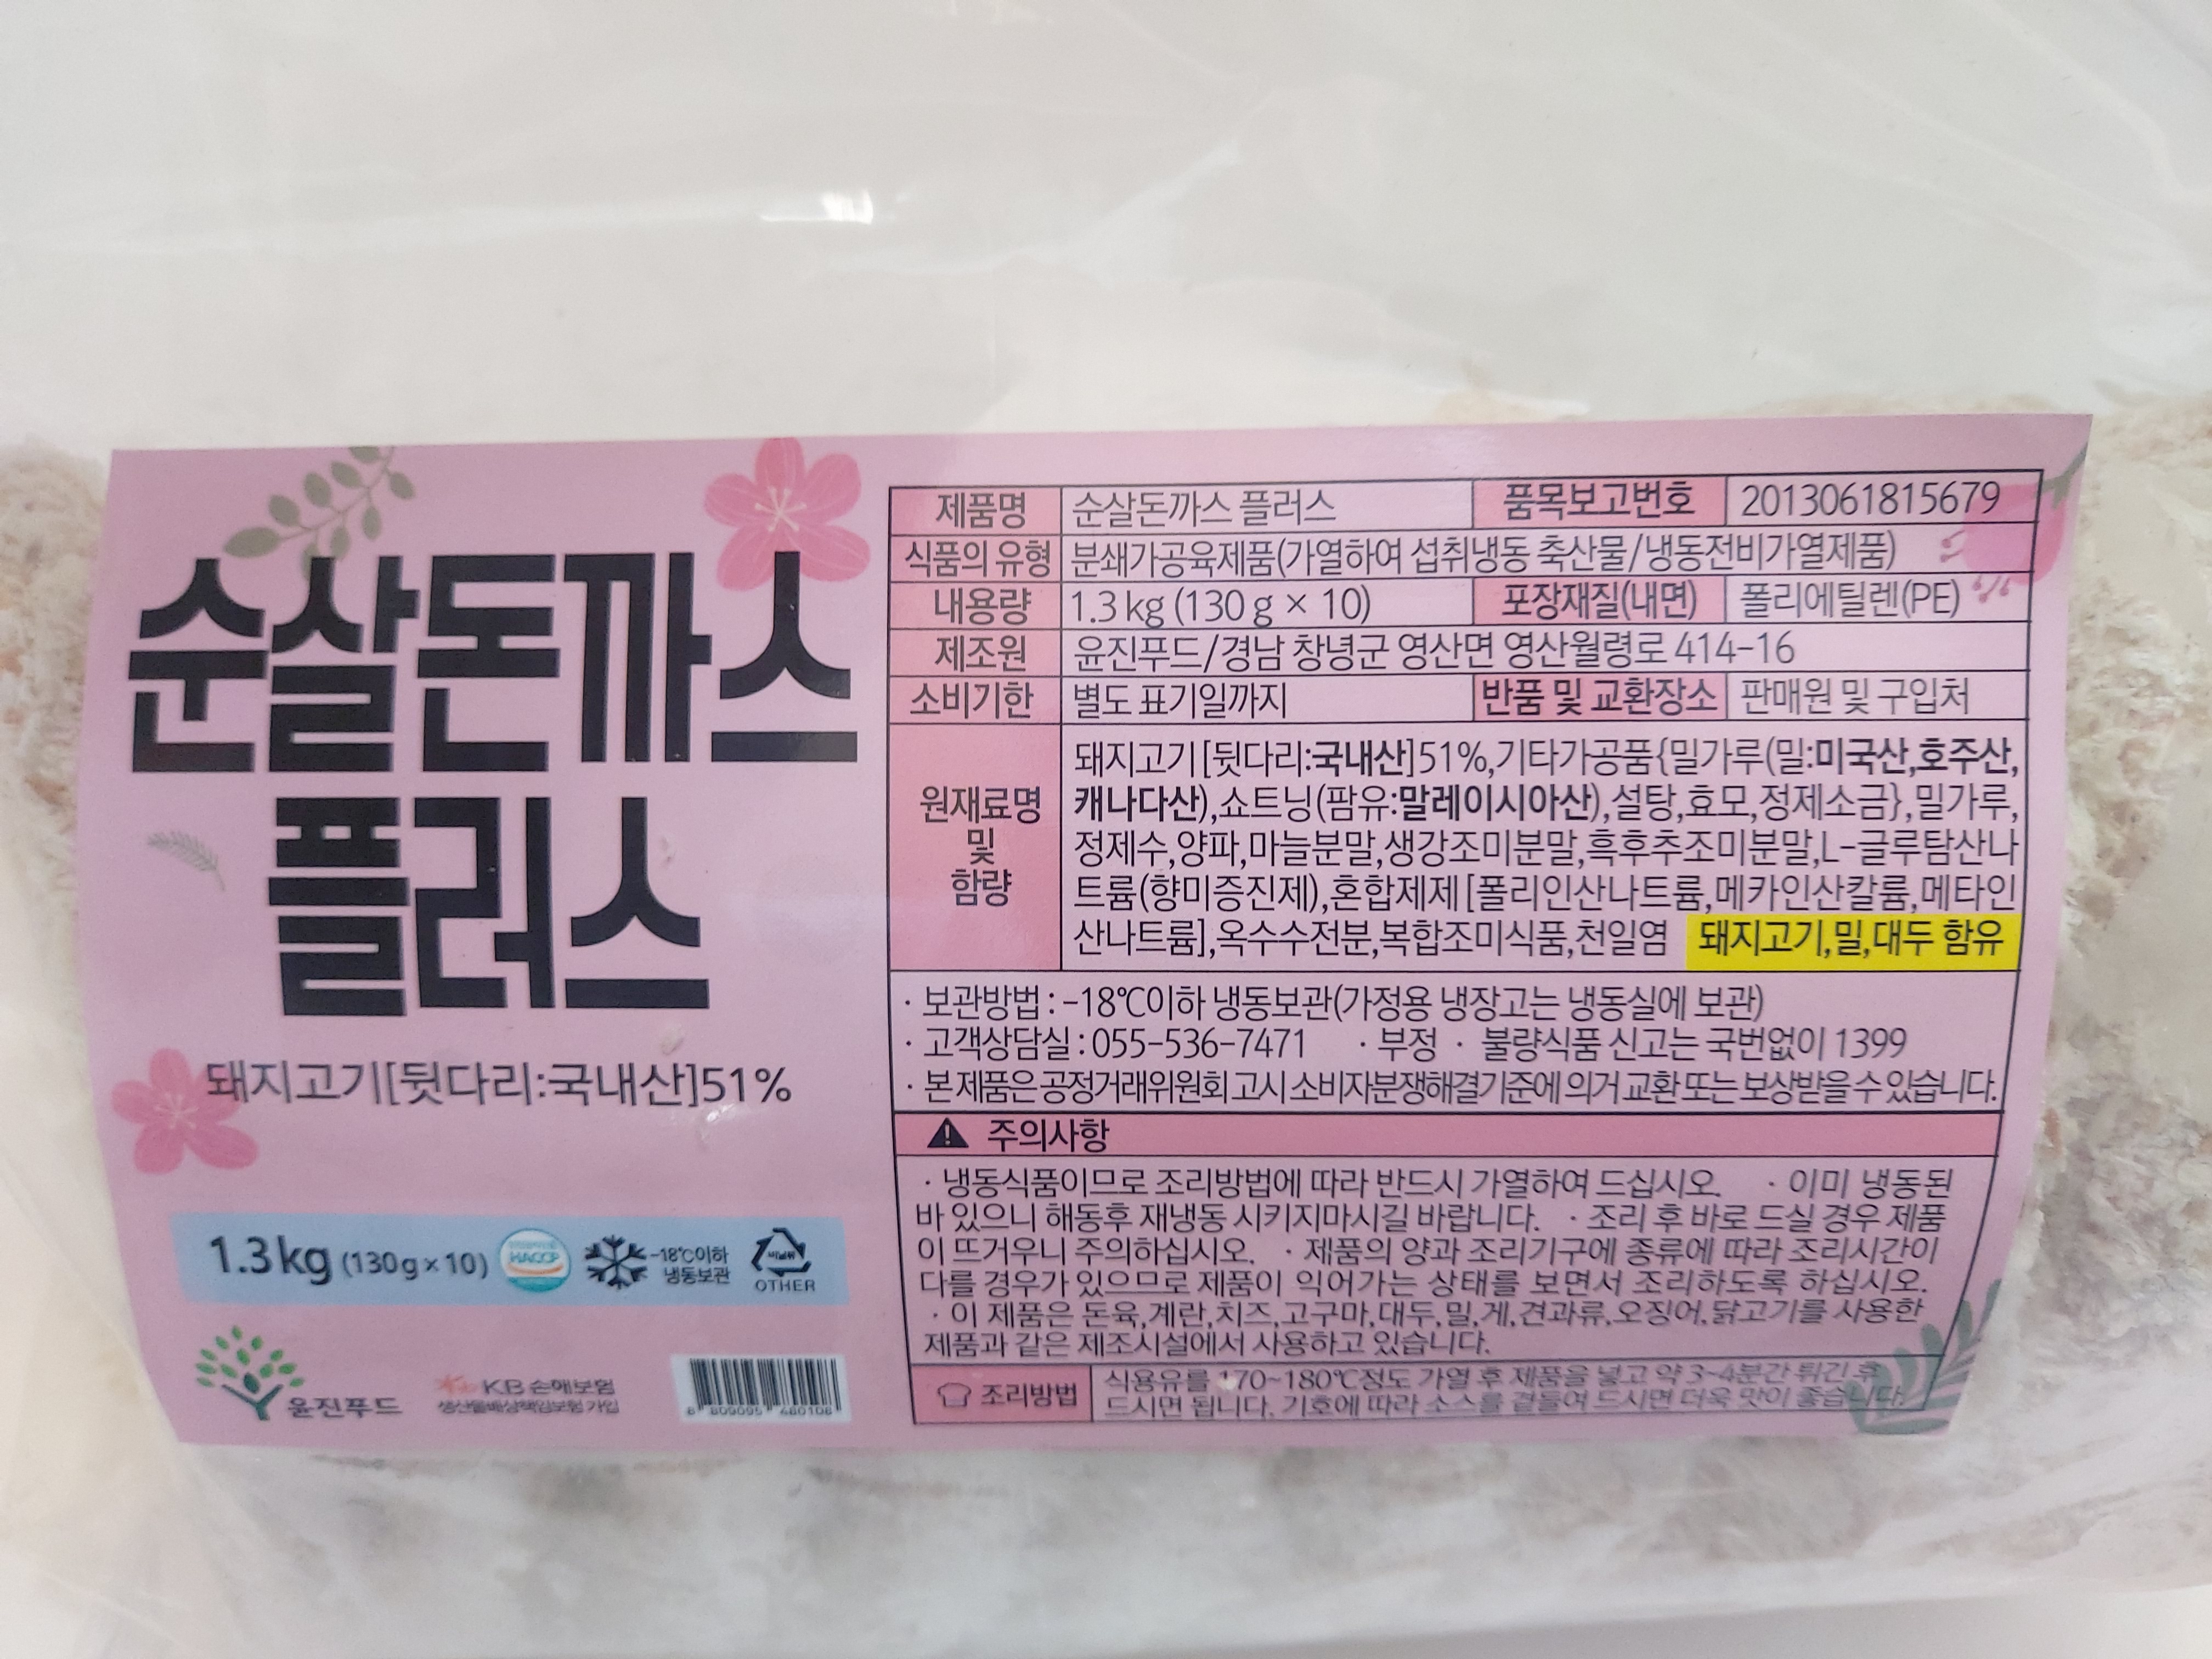 순살돈까스
플러스
돼지고기[뒷다리:국내산]51%
1.3kg (130g×10)
HACCP
-18℃이하
냉동보관
비닐류
OTHER
윤진푸드
KB손해보험
생산물배상책임보험 가입
8 809095 480108
제품명 순살돈까스 플러스 품목보고번호 2013061815679
식품의 유형 분쇄가공육제품(가열하여 섭취냉동 축산물/냉동전비가열제품)
내용량 1.3 kg (130 g × 10) 포장재질(내면) 폴리에틸렌(PE)
제조원 윤진푸드/경남 창녕군 영산면 영산월령로 414-16
소비기한 별도 표기일까지 반품 및 교환장소 판매원 및 구입처
원재료명
및
함량
돼지고기[뒷다리:국내산]51%,기타가공품{밀가루(밀:미국산,호주산,
캐나다산),쇼트닝(팜유:말레이시아산),설탕,효모,정제소금},밀가루,
정제수,양파,마늘분말,생강조미분말,흑후추조미분말,L-글루탐산나
트륨(향미증진제),혼합제제[폴리인산나트륨,메카인산칼륨,메타인
산나트륨],옥수수전분,복합조미식품,천일염 돼지고기,밀,대두 함유
· 보관방법 : -18℃이하 냉동보관(가정용 냉장고는 냉동실에 보관)
· 고객상담실 : 055-536-7471 · 부정 · 불량식품 신고는 국번없이 1399
· 본 제품은 공정거래위원회 고시 소비자분쟁해결기준에 의거 교환 또는 보상받을 수 있습니다.
주의사항
· 냉동식품이므로 조리방법에 따라 반드시 가열하여 드십시오. · 이미 냉동된
바 있으니 해동후 재냉동 시키지마시길 바랍니다. · 조리 후 바로 드실 경우 제품
이 뜨거우니 주의하십시오. · 제품의 양과 조리기구에 종류에 따라 조리시간이
다를 경우가 있으므로 제품이 익어가는 상태를 보면서 조리하도록 하십시오.
· 이 제품은 돈육,계란,치즈,고구마,대두,밀,게,견과류,오징어,닭고기를 사용한
제품과 같은 제조시설에서 사용하고 있습니다.
조리방법
식용유를 170~180℃정도 가열 후 제품을 넣고 약 3~4분간 튀긴 후
드시면 됩니다. 기호에 따라 소스를 곁들여 드시면 더욱 맛이 좋습니다.